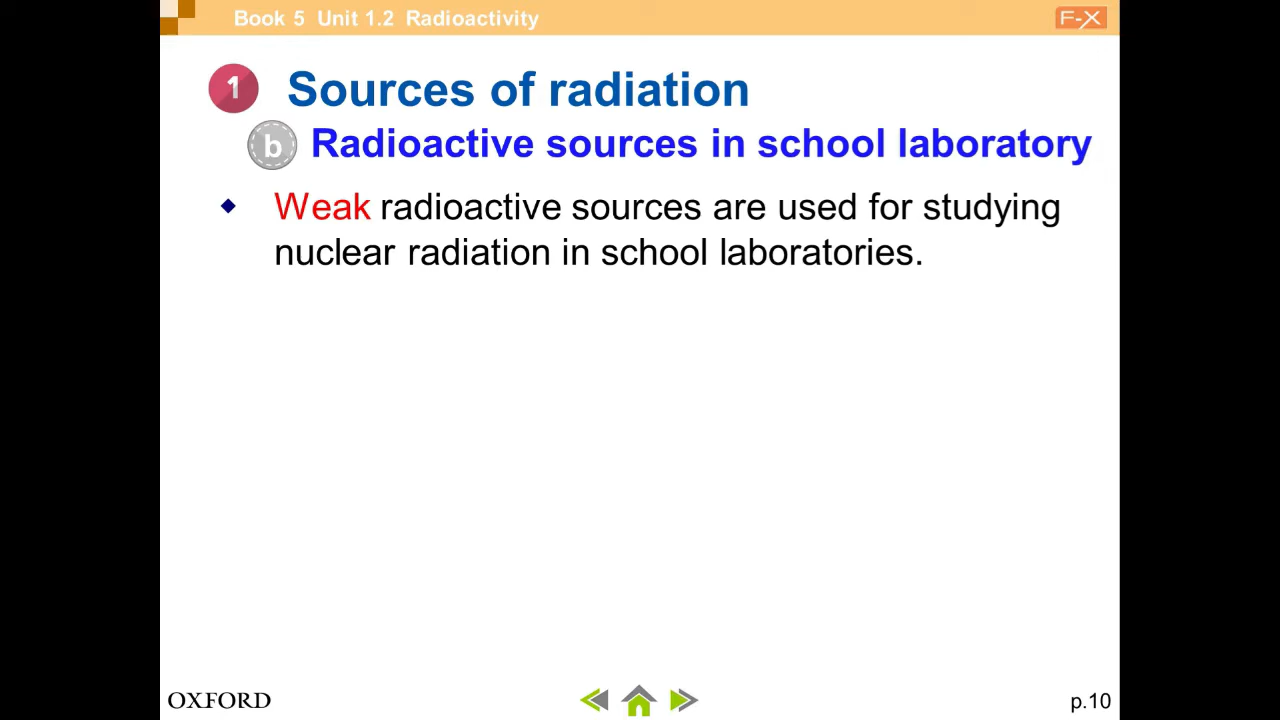 Book 5 Unit 1.2 Radioactivity
F-X
1 Sources of radiation
b Radioactive sources in school laboratory
Weak radioactive sources are used for studying
nuclear radiation in school laboratories.
OXFORD
p.10